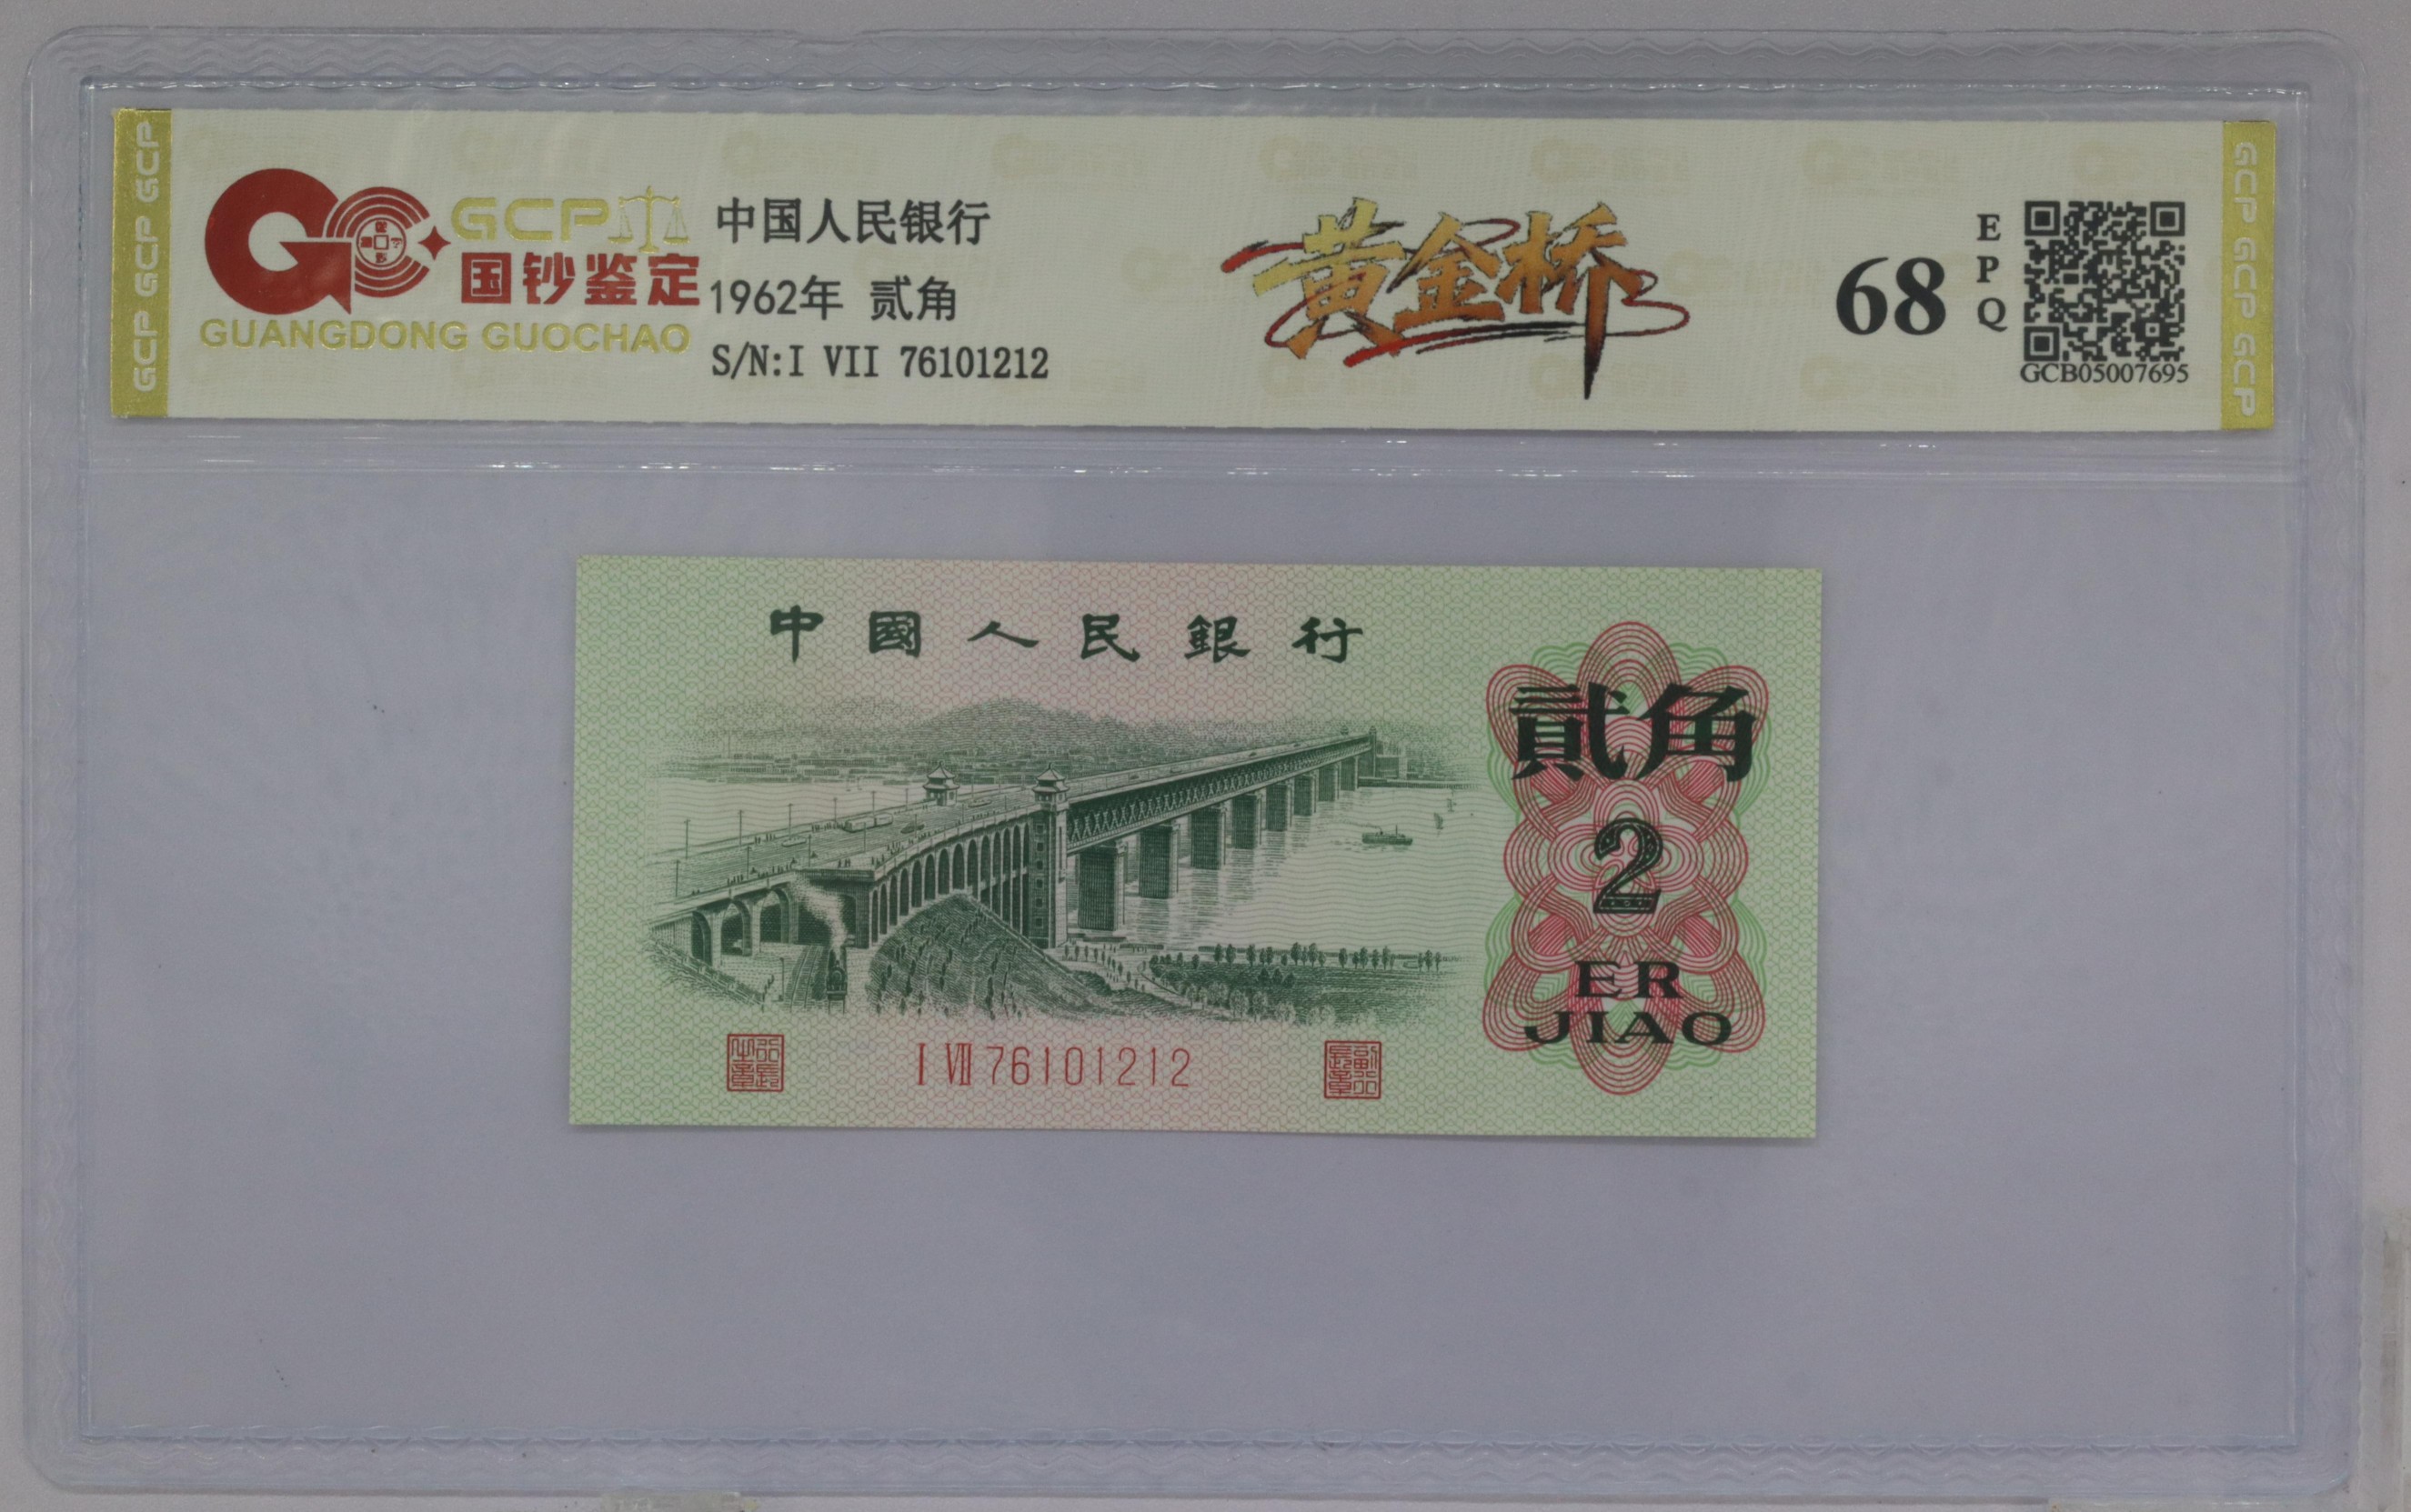 GCP GCP GCP
GCP
国钞鉴定
GUANGDONG GUOCHAO
中国人民银行
1962年 贰角
S/N:I VII 76101212
黄金桥
68
EPQ
GCB05007695
GCP GCP GCP
中國人民銀行
貳角
2
ER
JIAO
I VII 76101212